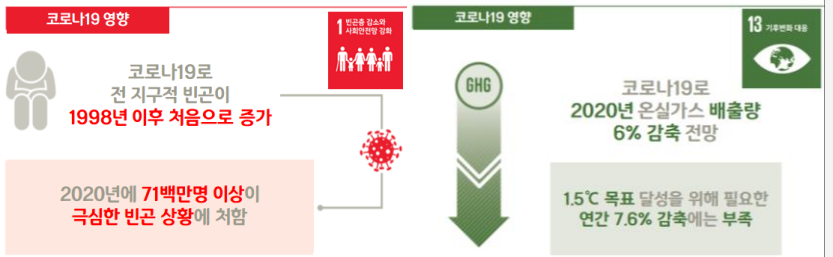 코로나19 영향
1 빈곤층 감소와
사회안전망 강화
코로나19로
전 지구적 빈곤이
1998년 이후 처음으로 증가
2020년에 71백만명 이상이
극심한 빈곤 상황에 처함
코로나19 영향
13 기후변화 대응
GHG
코로나19로
2020년 온실가스 배출량
6% 감축 전망
1.5℃ 목표 달성을 위해 필요한
연간 7.6% 감축에는 부족